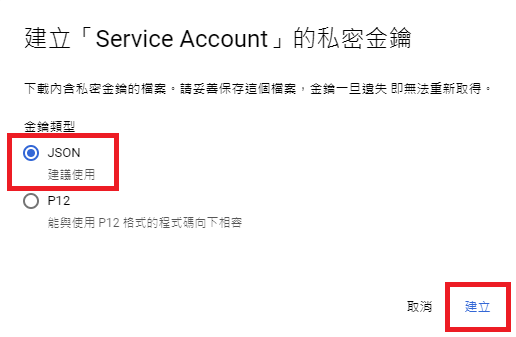 建立「Service Account」的私密金鑰
下載內含私密金鑰的檔案。請妥善保存這個檔案，金鑰一旦遺失 即無法重新取得。
金鑰類型
JSON
建議使用
P12
能與使用 P12 格式的程式碼向下相容
取消 建立